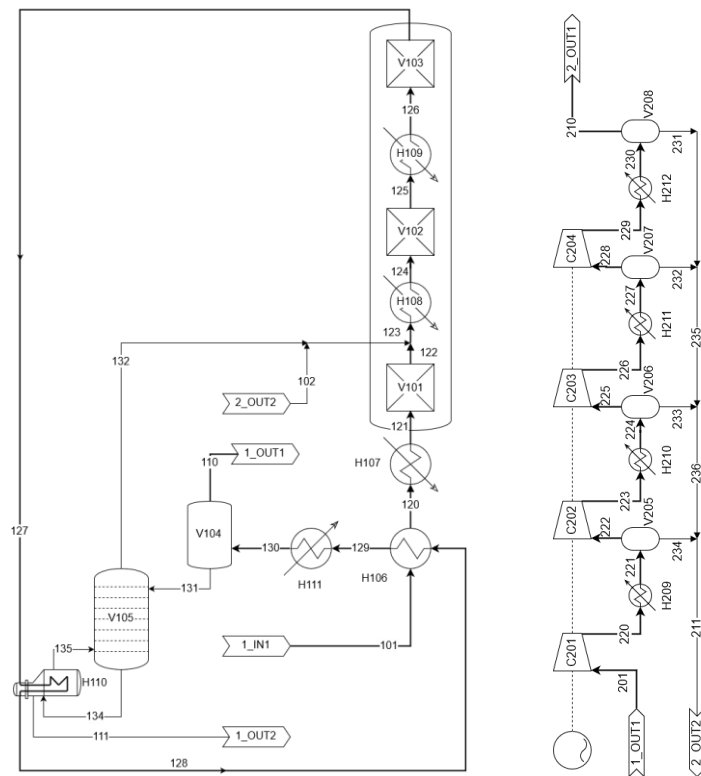 V103
126
H109
125
V102
124
H108
123
122
132
102
2_OUT2
V101
121
H107
110
1_OUT1
120
127
V104
130
129
H111
H106
131
V105
1_IN1
101
135
H110
134
111
1_OUT2
128
2_OUT1
210
V208
230
231
H212
229
C204
228
V207
232
227
H211
226
235
C203
225
V206
233
224
H210
223
236
C202
222
V205
234
221
H209
220
211
C201
201
1_OUT1
2_OUT2